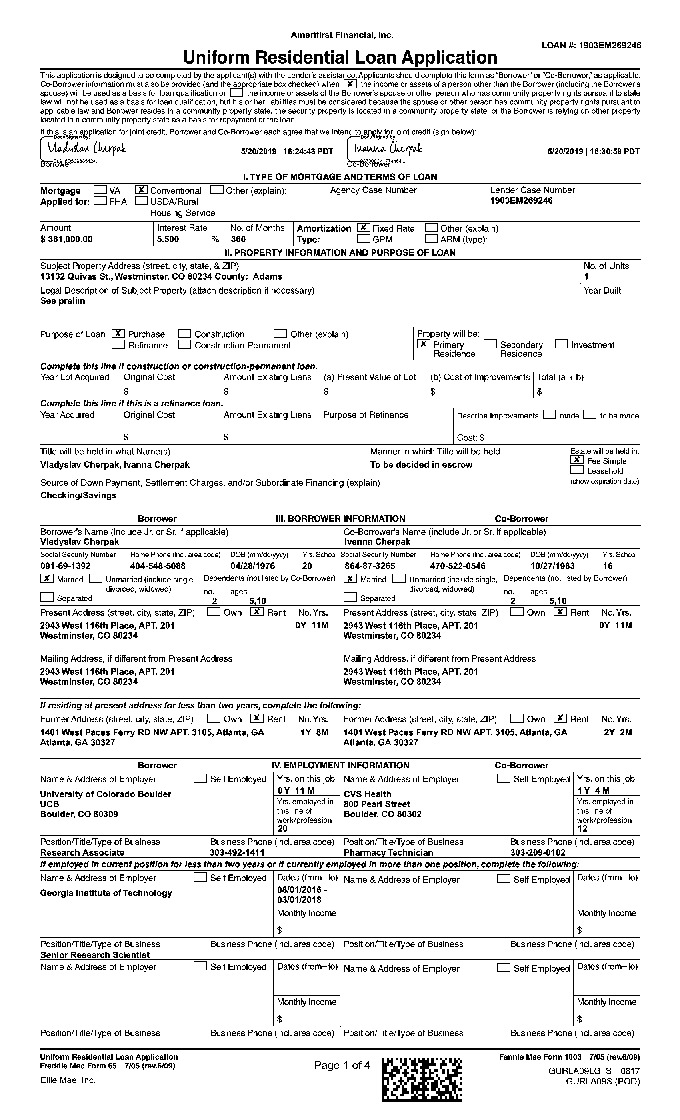 Amerifirst Financial, Inc.
LOAN #: 1903EM269246
Uniform Residential Loan Application
This application is designed to be completed by the applicant(s) with the Lender's assistance. Applicants should complete this form as "Borrower" or "Co-Borrower," as applicable.
Co-Borrower information must also be provided (and the appropriate box checked) when X the income or assets of a person other than the Borrower (including the Borrower's
spouse) will be used as a basis for loan qualification or the income or assets of the Borrower's spouse or other person who has community property rights pursuant to state
law will not be used as a basis for loan qualification, but his or her liabilities must be considered because the spouse or other person has community property rights pursuant to
applicable law and Borrower resides in a community property state, the security property is located in a community property state, or the Borrower is relying on other property
located in a community property state as a basis for repayment of the loan.
If this is an application for joint credit, Borrower and Co-Borrower each agree that we intend to apply for joint credit (sign below):
Vladyslav Cherpak 5/20/2019 | 16:24:43 PDT Ivanna Cherpak 5/20/2019 | 16:30:59 PDT
Borrower Co-Borrower
I. TYPE OF MORTGAGE AND TERMS OF LOAN
Mortgage VA X Conventional Other (explain): Agency Case Number Lender Case Number
Applied for: FHA USDA/Rural 1903EM269246
Housing Service
Amount Interest Rate No. of Months Amortization X Fixed Rate Other (explain)
$ 381,000.00 5.500 % 360 Type: GPM ARM (type):
II. PROPERTY INFORMATION AND PURPOSE OF LOAN
Subject Property Address (street, city, state, & ZIP) No. of Units
13132 Quivas St., Westminster, CO 80234 County: Adams 1
Legal Description of Subject Property (attach description if necessary) Year Built
See prelim
Purpose of Loan X Purchase Construction Other (explain) Property will be:
Refinance Construction-Permanent X Primary Residence Secondary Residence Investment
Complete this line if construction or construction-permanent loan.
Year Lot Acquired Original Cost Amount Existing Liens (a) Present Value of Lot (b) Cost of Improvements Total (a + b)
$ $ $ $ $
Complete this line if this is a refinance loan.
Year Acquired Original Cost Amount Existing Liens Purpose of Refinance Describe Improvements made to be made
$ $ Cost: $
Title will be held in what Name(s) Manner in which Title will be held Estate will be held in:
Vladyslav Cherpak, Ivanna Cherpak To be decided in escrow X Fee Simple
Leasehold
Source of Down Payment, Settlement Charges, and/or Subordinate Financing (explain) (show expiration date)
Checking/Savings
Borrower III. BORROWER INFORMATION Co-Borrower
Borrower's Name (include Jr. or Sr. if applicable) Co-Borrower's Name (include Jr. or Sr. if applicable)
Vladyslav Cherpak Ivanna Cherpak
Social Security Number Home Phone (incl. area code) DOB (mm/dd/yyyy) Yrs. School Social Security Number Home Phone (incl. area code) DOB (mm/dd/yyyy) Yrs. School
091-69-1392 404-548-6088 04/28/1976 20 864-87-3265 470-522-0546 10/27/1983 16
X Married Unmarried (include single, divorced, widowed) Dependents (not listed by Co-Borrower) X Married Unmarried (include single, divorced, widowed) Dependents (not listed by Borrower)
Separated no. 2 ages 5,10 Separated no. 2 ages 5,10
Present Address (street, city, state, ZIP) Own X Rent No. Yrs. Present Address (street, city, state, ZIP) Own X Rent No. Yrs.
2943 West 116th Place, APT. 201 0Y 11M 2943 West 116th Place, APT. 201 0Y 11M
Westminster, CO 80234 Westminster, CO 80234
Mailing Address, if different from Present Address Mailing Address, if different from Present Address
2943 West 116th Place, APT. 201 2943 West 116th Place, APT. 201
Westminster, CO 80234 Westminster, CO 80234
If residing at present address for less than two years, complete the following:
Former Address (street, city, state, ZIP) Own X Rent No. Yrs. Former Address (street, city, state, ZIP) Own X Rent No. Yrs.
1401 West Paces Ferry RD NW APT. 3105, Atlanta, GA 1Y 8M 1401 West Paces Ferry RD NW APT. 3105, Atlanta, GA 2Y 2M
Atlanta, GA 30327 Atlanta, GA 30327
Borrower IV. EMPLOYMENT INFORMATION Co-Borrower
Name & Address of Employer Self Employed Yrs. on this job Name & Address of Employer Self Employed Yrs. on this job
0Y 11M 1Y 4M
University of Colorado Boulder Yrs. employed in this line of work/profession CVS Health Yrs. employed in this line of work/profession
UCB 800 Pearl Street
Boulder, CO 80309 20 Boulder, CO 80302 12
Position/Title/Type of Business Business Phone (incl. area code) Position/Title/Type of Business Business Phone (incl. area code)
Research Associate 303-492-1411 Pharmacy Technician 303-209-0102
If employed in current position for less than two years or if currently employed in more than one position, complete the following:
Name & Address of Employer Self Employed Dates (from-to) Name & Address of Employer Self Employed Dates (from-to)
Georgia Institute of Technology 08/01/2016 -
03/01/2018
Monthly Income Monthly Income
$ $
Position/Title/Type of Business Business Phone (incl. area code) Position/Title/Type of Business Business Phone (incl. area code)
Senior Research Scientist
Name & Address of Employer Self Employed Dates (from-to) Name & Address of Employer Self Employed Dates (from-to)
Monthly Income Monthly Income
$ $
Position/Title/Type of Business Business Phone (incl. area code) Position/Title/Type of Business Business Phone (incl. area code)
Uniform Residential Loan Application Fannie Mae Form 1003 7/05 (rev.6/09)
Freddie Mac Form 65 7/05 (rev.6/09) Page 1 of 4 GURLA09LG_S 0817
Ellie Mae, Inc. GURLA09S (POD)